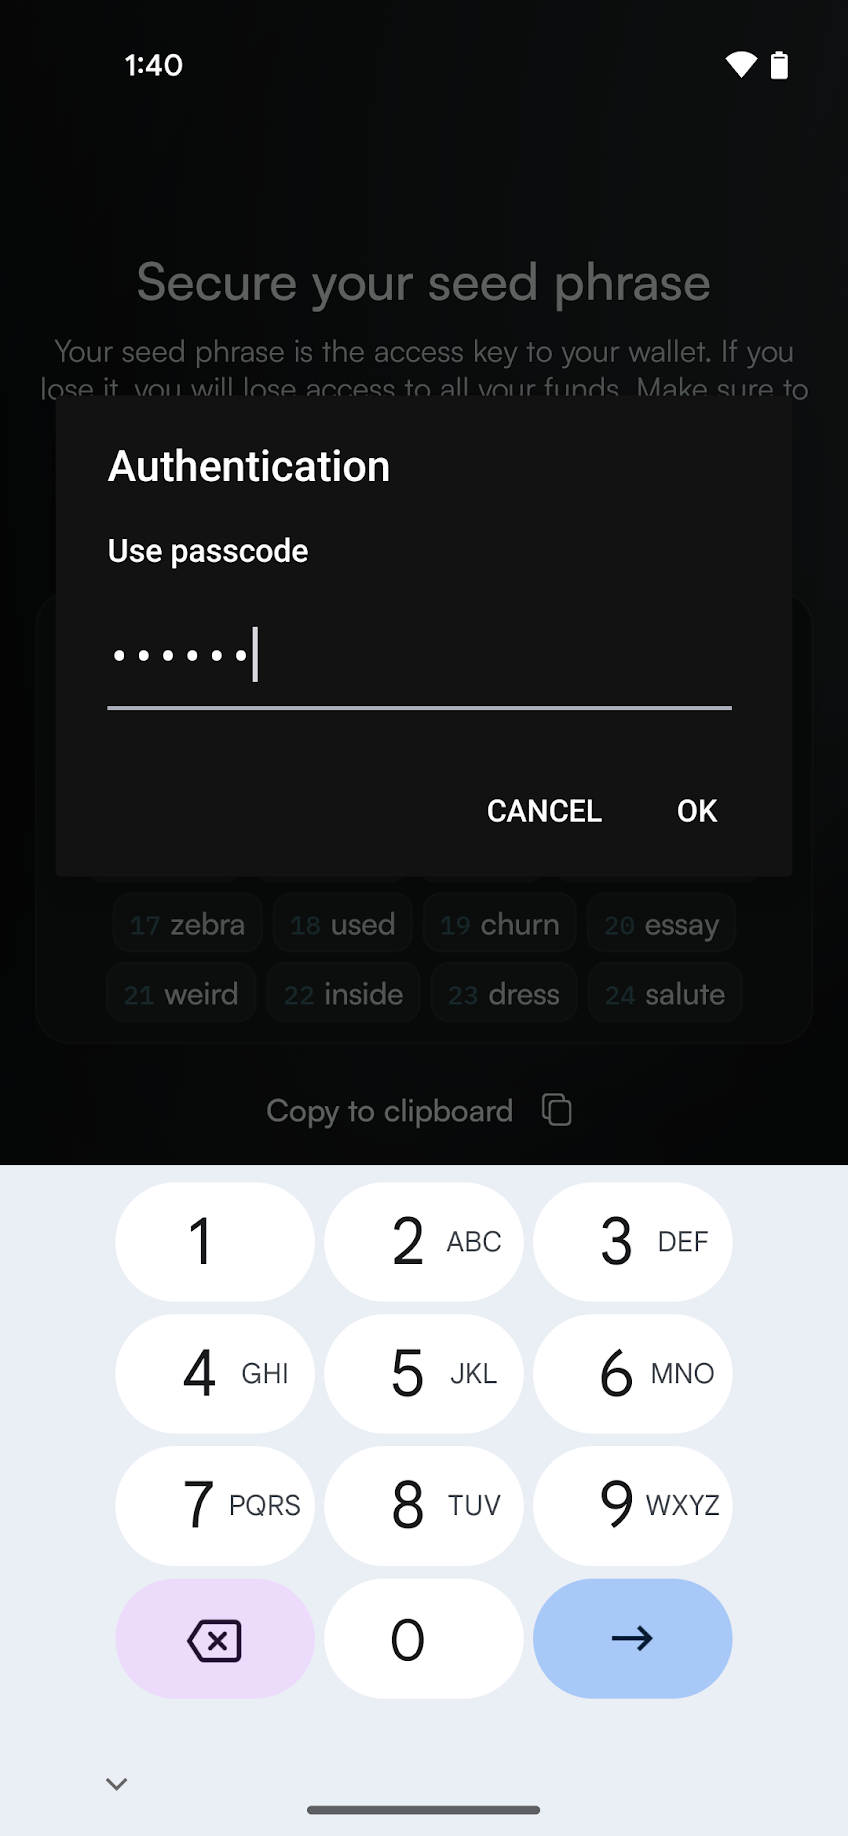 1:40
Secure your seed phrase
Your seed phrase is the access key to your wallet. If you
lose it, you will lose access to all your funds. Make sure to
Authentication
Use passcode
••••••
CANCEL OK
17 zebra 18 used 19 churn 20 essay
21 weird 22 inside 23 dress 24 salute
Copy to clipboard
1 2 ABC 3 DEF
4 GHI 5 JKL 6 MNO
7 PQRS 8 TUV 9 WXYZ
0